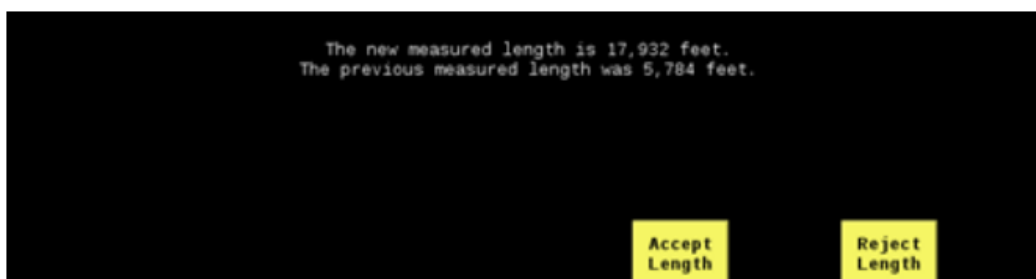 The new measured length is 17,932 feet.
The previous measured length was 5,784 feet.
Accept
Length
Reject
Length